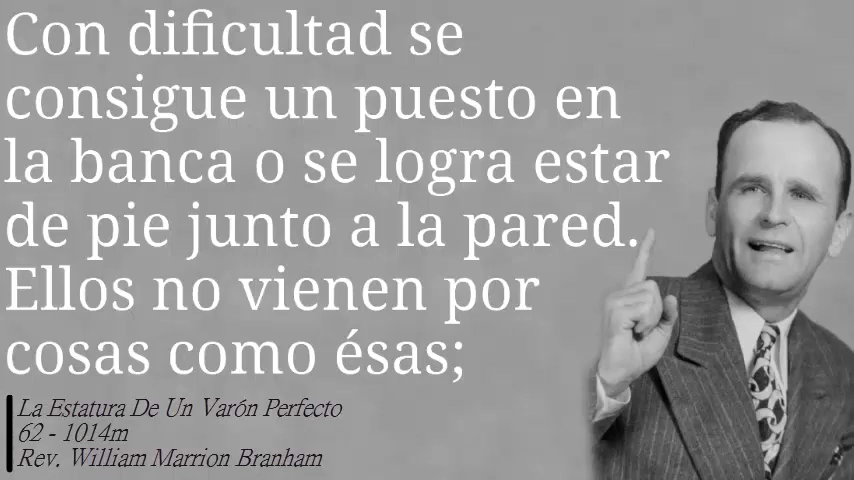 Con dificultad se
consigue un puesto en
la banca o se logra estar
de pie junto a la pared.
Ellos no vienen por
cosas como ésas;
La Estatura De Un Varón Perfecto
62 - 1014m
Rev. William Marrion Branham